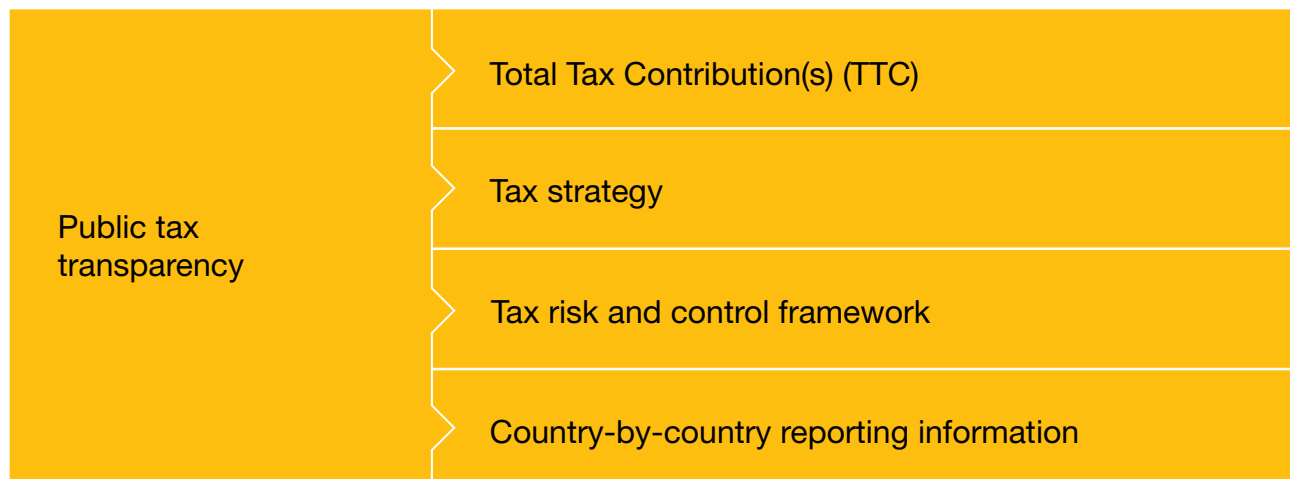 Public tax
transparency
Total Tax Contribution(s) (TTC)
Tax strategy
Tax risk and control framework
Country-by-country reporting information